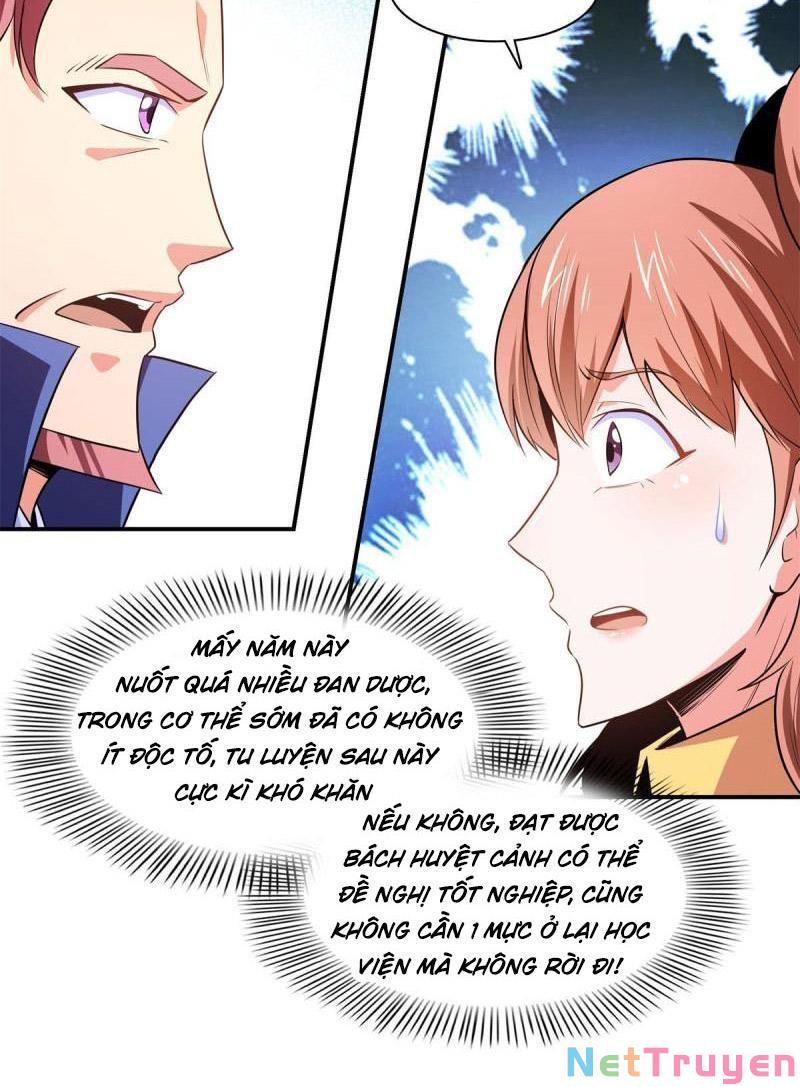 MẤY NĂM NÀY
NUỐT QUÁ NHIỀU ĐAN DƯỢC,
TRONG CƠ THỂ SỚM ĐÃ CÓ KHÔNG
ÍT ĐỘC TỐ, TU LUYỆN SAU NÀY
CỰC KÌ KHÓ KHĂN
NẾU KHÔNG, ĐẠT ĐƯỢC
BÁCH HUYỆT CẢNH CÓ THỂ
ĐỀ NGHỊ TỐT NGHIỆP, CŨNG
KHÔNG CẦN 1 MỰC Ở LẠI HỌC
VIỆN MÀ KHÔNG RỜI ĐI!
NetTruyen